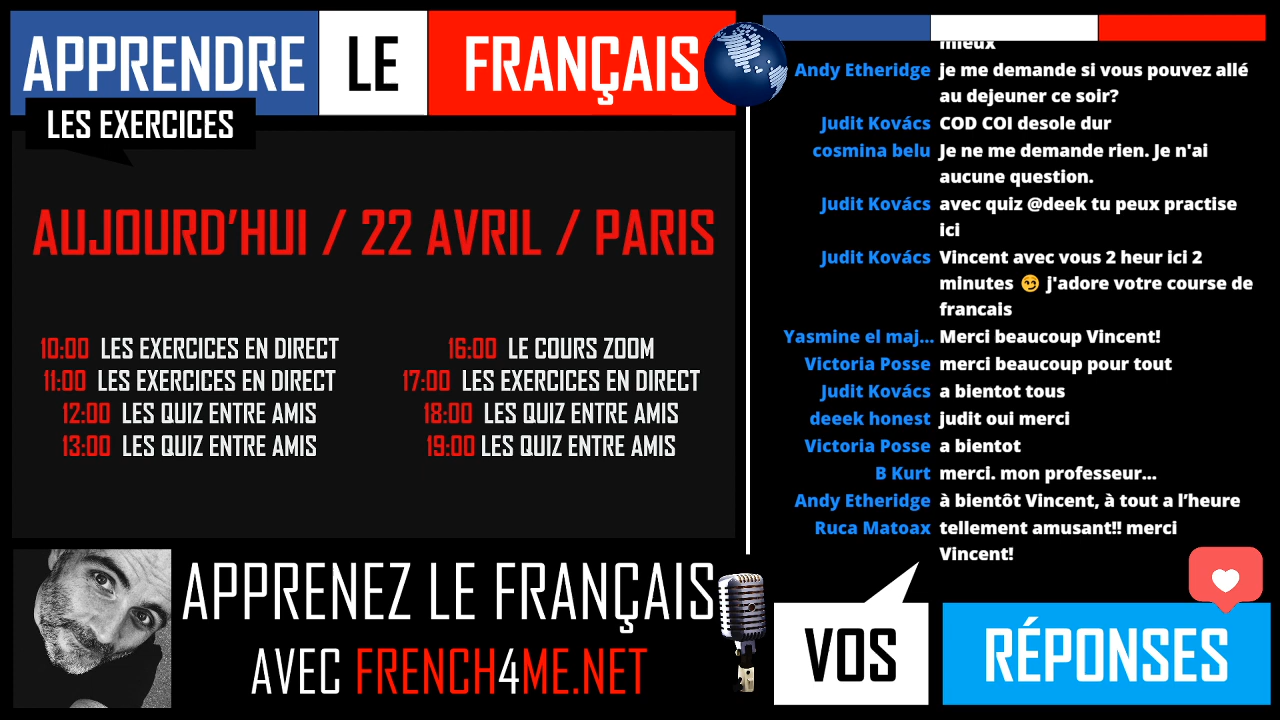 APPRENDRE LE FRANÇAIS
LES EXERCICES
AUJOURD'HUI / 22 AVRIL / PARIS
10:00 LES EXERCICES EN DIRECT
11:00 LES EXERCICES EN DIRECT
12:00 LES QUIZ ENTRE AMIS
13:00 LES QUIZ ENTRE AMIS
16:00 LE COURS ZOOM
17:00 LES EXERCICES EN DIRECT
18:00 LES QUIZ ENTRE AMIS
19:00 LES QUIZ ENTRE AMIS
APPRENEZ LE FRANÇAIS
AVEC FRENCH4ME.NET
mieux
Andy Etheridge je me demande si vous pouvez allé
au dejeuner ce soir?
Judit Kovács COD COI desole dur
cosmina belu Je ne me demande rien. Je n'ai
aucune question.
Judit Kovács avec quiz @deek tu peux practise
ici
Judit Kovács Vincent avec vous 2 heur ici 2
minutes 😏 j'adore votre course de
francais
Yasmine el maj... Merci beaucoup Vincent!
Victoria Posse merci beaucoup pour tout
Judit Kovács a bientot tous
deeek honest judit oui merci
Victoria Posse a bientot
B Kurt merci. mon professeur...
Andy Etheridge à bientôt Vincent, à tout a l’heure
Ruca Matoax tellement amusant!! merci
Vincent!
VOS RÉPONSES